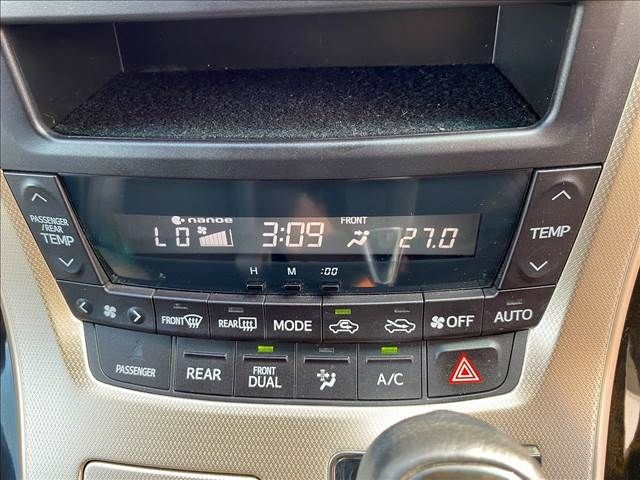 nanoe FRONT
LO 3:09 27.0
H M :00
PASSENGER
/REAR
TEMP
TEMP
FRONT REAR MODE OFF AUTO
PASSENGER REAR FRONT
DUAL A/C